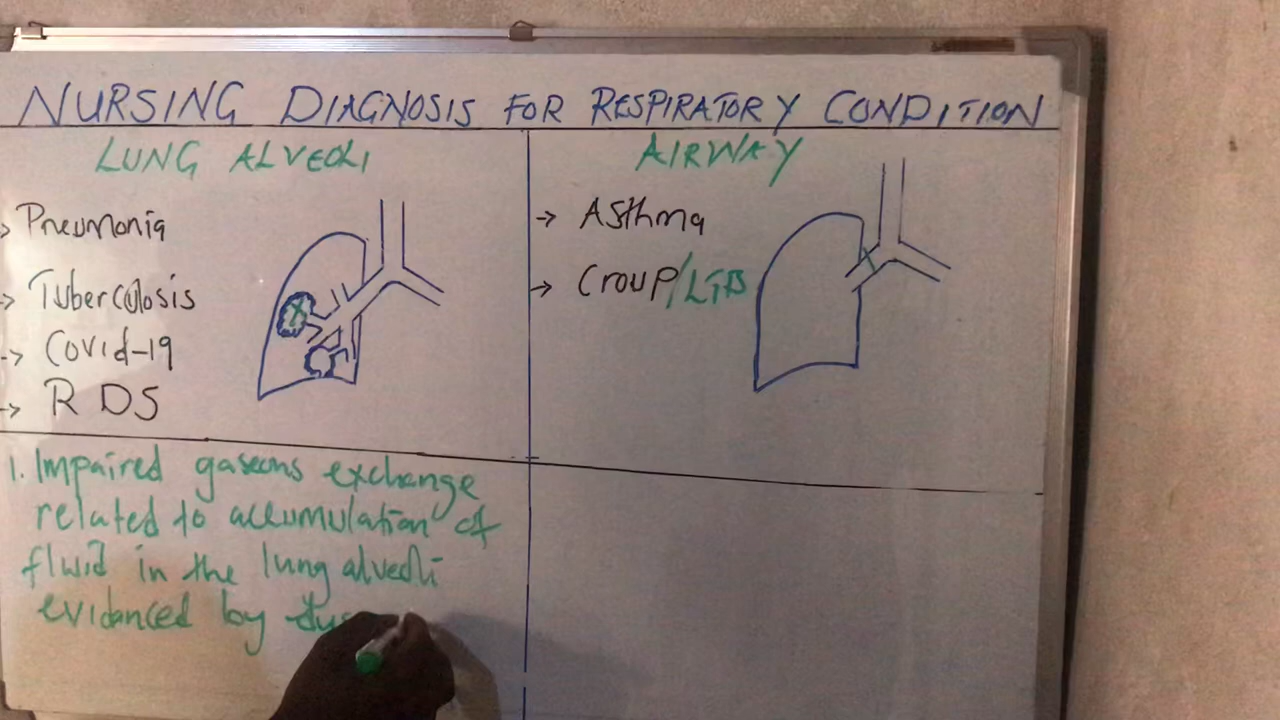 NURSING DIAGNOSIS FOR RESPIRATORY CONDITION
LUNG ALVEOLI
→ Pneumonia
→ Tuberculosis
→ Covid-19
→ R DS
AIRWAY
→ Asthma
→ Croup/LTB
1. Impaired gaseous exchange
related to accumulation of
fluid in the lung alveoli
evidenced by